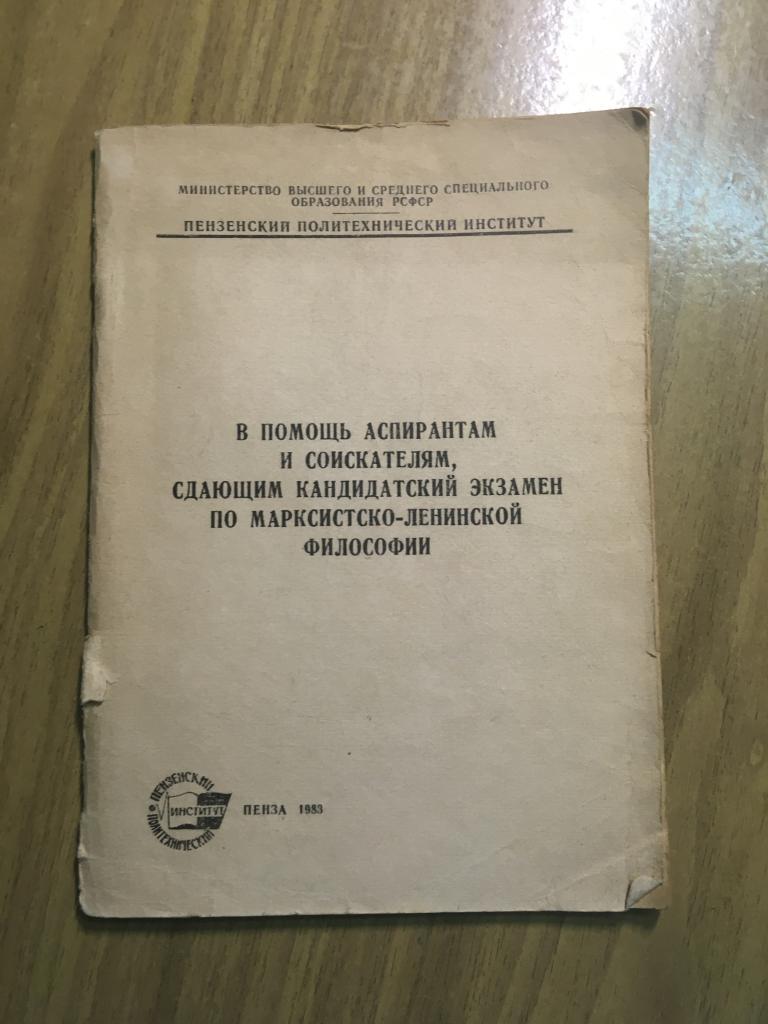 МИНИСТЕРСТВО ВЫСШЕГО И СРЕДНЕГО СПЕЦИАЛЬНОГО
ОБРАЗОВАНИЯ РСФСР
ПЕНЗЕНСКИЙ ПОЛИТЕХНИЧЕСКИЙ ИНСТИТУТ
В ПОМОЩЬ АСПИРАНТАМ
И СОИСКАТЕЛЯМ,
СДАЮЩИМ КАНДИДАТСКИЙ ЭКЗАМЕН
ПО МАРКСИСТСКО-ЛЕНИНСКОЙ
ФИЛОСОФИИ
ПЕНЗЕНСКИЙ
ПОЛИТЕХНИЧЕСКИЙ
ИНСТИТУТ
ПЕНЗА 1983